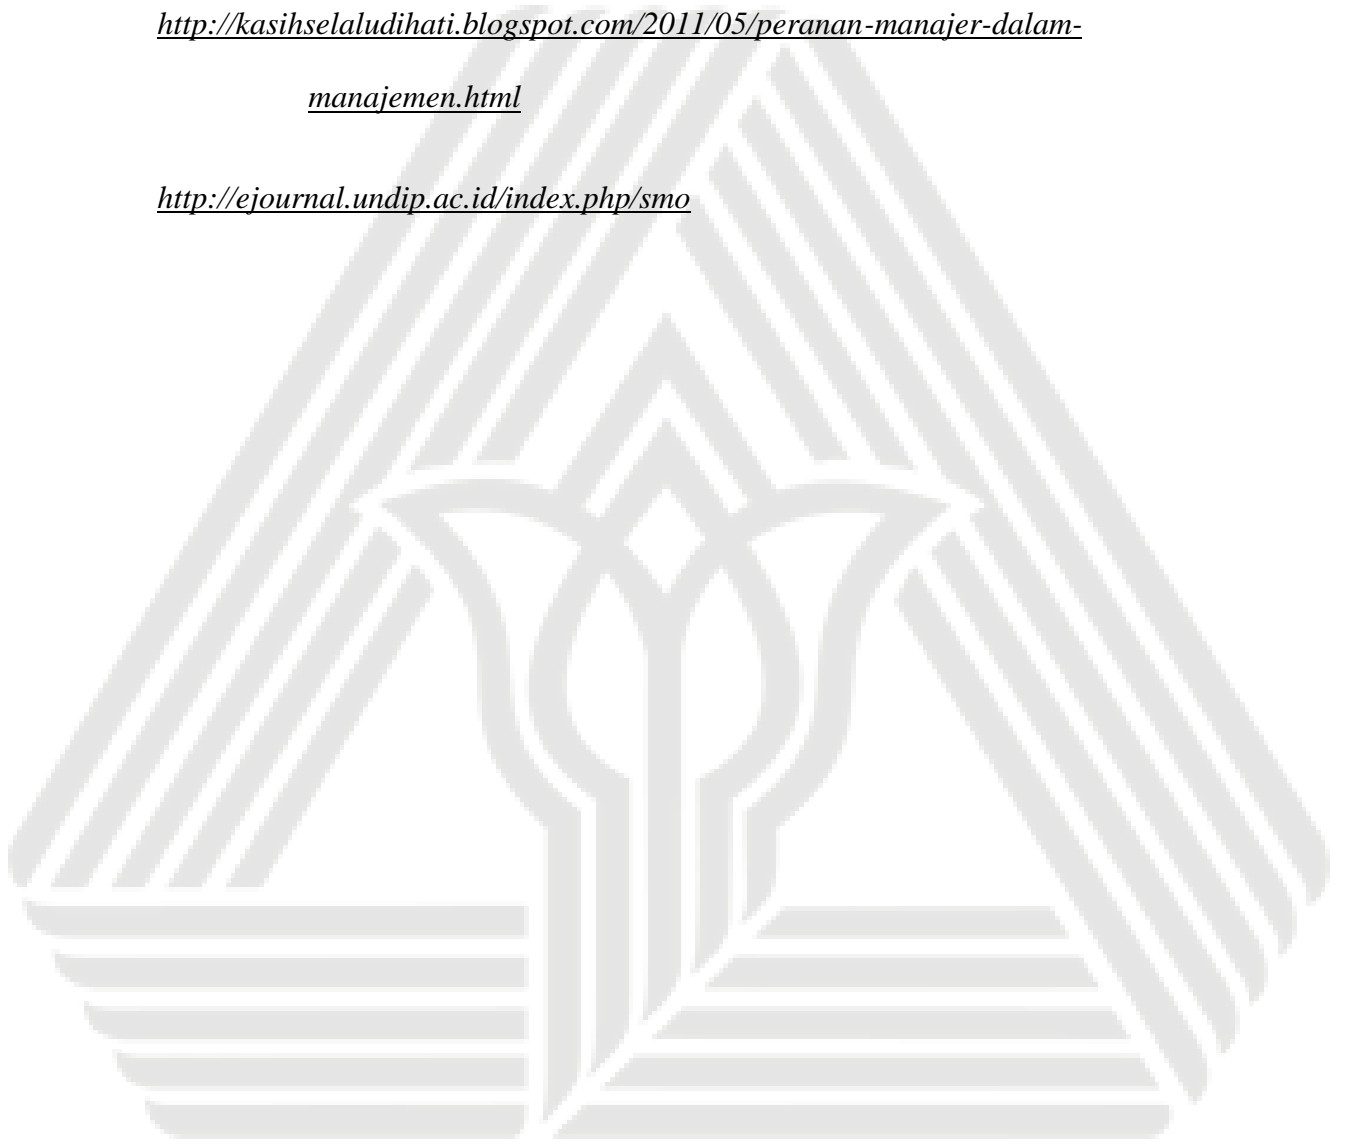 http://kasihselaludihati.blogspot.com/2011/05/peranan-manajer-dalam-
manajemen.html
http://ejournal.undip.ac.id/index.php/smo